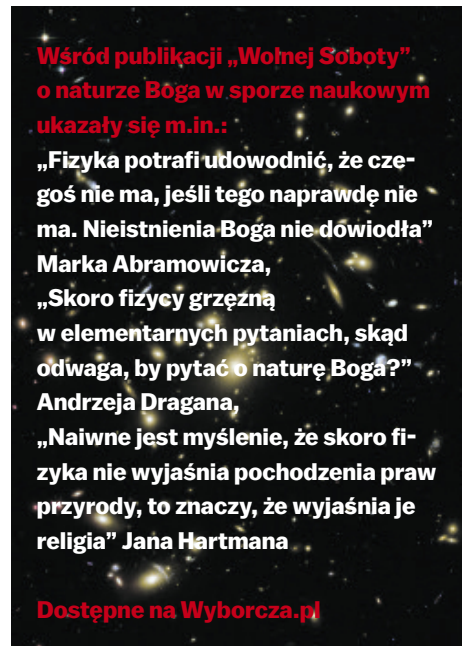 Wśród publikacji „Wolnej Soboty”
o naturze Boga w sporze naukowym
ukazały się m.in.:
„Fizyka potrafi udowodnić, że cze-
goś nie ma, jeśli tego naprawdę nie
ma. Nieistnienia Boga nie dowiodła”
Marka Abramowicza,
„Skoro fizycy grzęzną
w elementarnych pytaniach, skąd
odwaga, by pytać o naturę Boga?”
Andrzeja Dragana,
„Naiwne jest myślenie, że skoro fi-
zyka nie wyjaśnia pochodzenia praw
przyrody, to znaczy, że wyjaśnia je
religia” Jana Hartmana
Dostępne na Wyborcza.pl